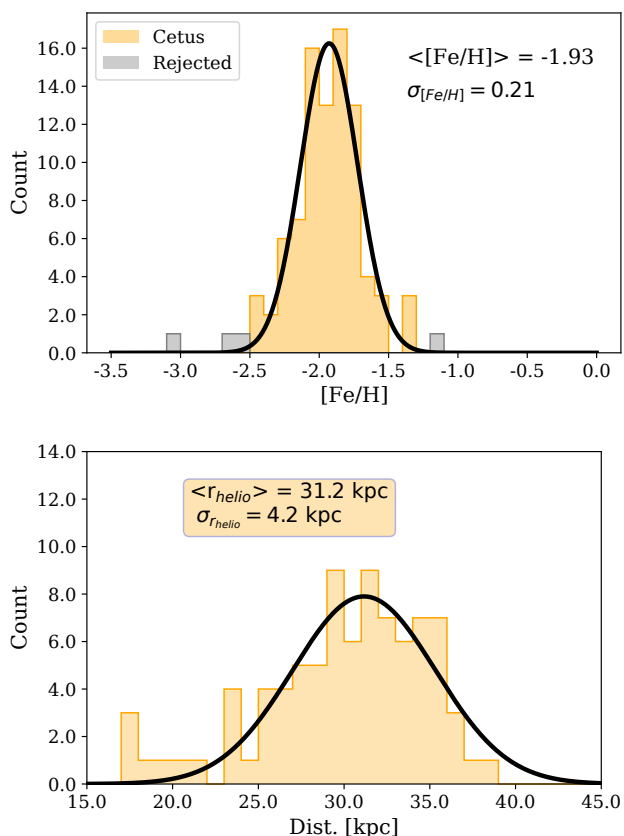 Cetus
Rejected
<[Fe/H]> = -1.93
σ[Fe/H] = 0.21
16.0
14.0
12.0
10.0
8.0
6.0
4.0
2.0
0.0
Count
-3.5 -3.0 -2.5 -2.0 -1.5 -1.0 -0.5 0.0
[Fe/H]
<r_helio> = 31.2 kpc
σ_r_helio = 4.2 kpc
14.0
12.0
10.0
8.0
6.0
4.0
2.0
0.0
Count
15.0 20.0 25.0 30.0 35.0 40.0 45.0
Dist. [kpc]